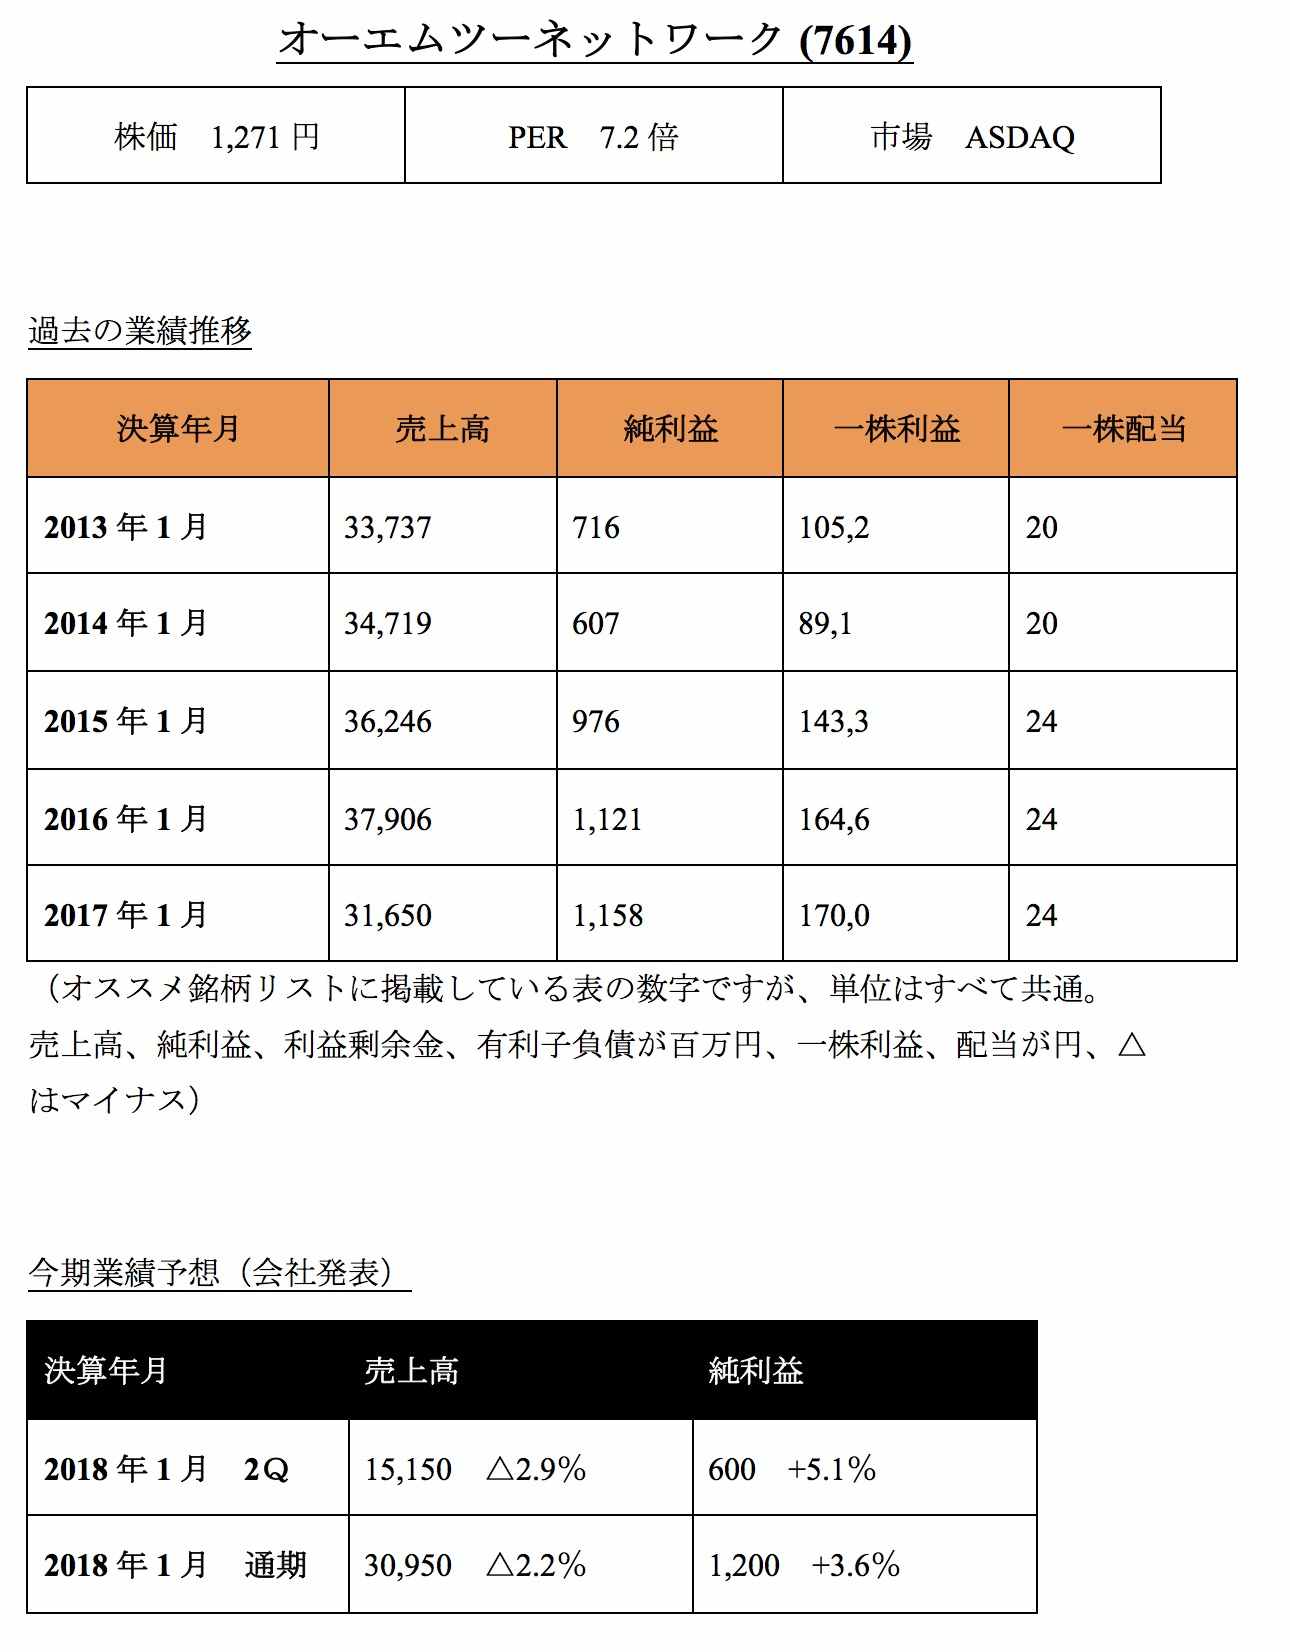 オーエムツーネットワーク (7614)
株価　1,271 円　PER　7.2 倍　市場　ASDAQ
過去の業績推移
決算年月　売上高　純利益　一株利益　一株配当
2013 年 1 月　33,737　716　105,2　20
2014 年 1 月　34,719　607　89,1　20
2015 年 1 月　36,246　976　143,3　24
2016 年 1 月　37,906　1,121　164,6　24
2017 年 1 月　31,650　1,158　170,0　24
（オススメ銘柄リストに掲載している表の数字ですが、単位はすべて共通。
売上高、純利益、利益剰余金、有利子負債が百万円、一株利益、配当が円、△
はマイナス）
今期業績予想（会社発表）
決算年月　売上高　純利益
2018 年 1 月　2Ｑ　15,150　△2.9％　600　+5.1％
2018 年 1 月　通期　30,950　△2.2％　1,200　+3.6％